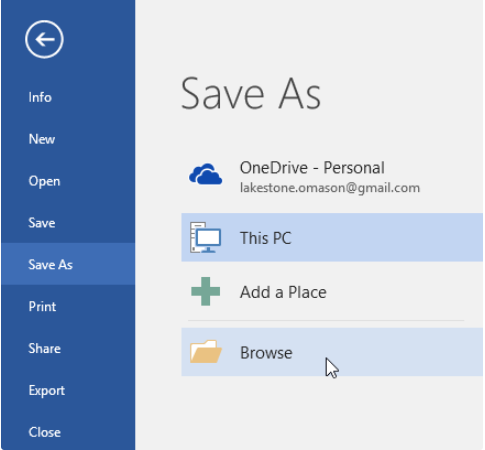 Info
New
Open
Save
Save As
Print
Share
Export
Close
Save As
OneDrive - Personal
lakestone.omason@gmail.com
This PC
Add a Place
Browse